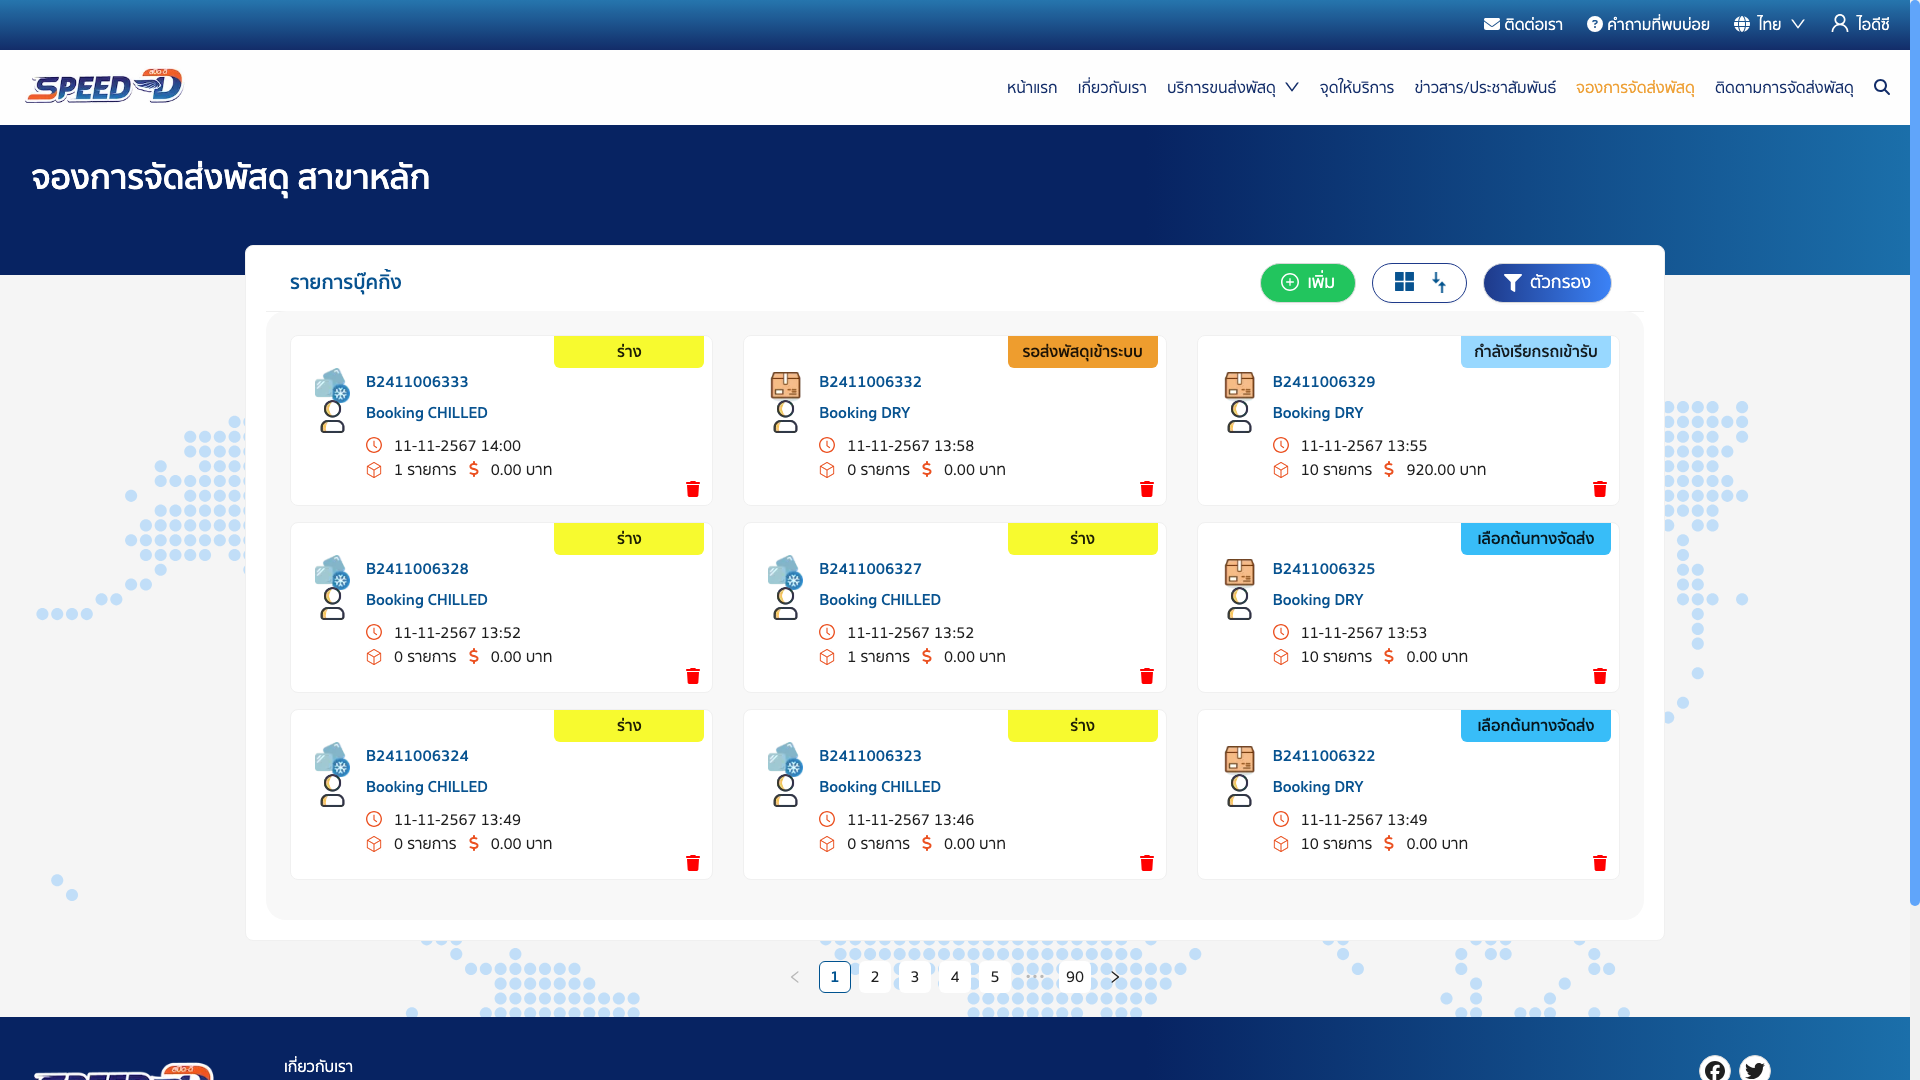 ติดต่อเรา คำถามที่พบบ่อย ไทย ไอดีซี
SPEED-D สปีด-ดี
หน้าแรก เกี่ยวกับเรา บริการขนส่งพัสดุ จุดให้บริการ ข่าวสาร/ประชาสัมพันธ์ จองการจัดส่งพัสดุ ติดตามการจัดส่งพัสดุ
จองการจัดส่งพัสดุ สาขาหลัก
รายการบุ๊คกิ้ง
เพิ่ม
ตัวกรอง
ร่าง
B2411006333
Booking CHILLED
11-11-2567 14:00
1 รายการ $ 0.00 บาท
รอส่งพัสดุเข้าระบบ
B2411006332
Booking DRY
11-11-2567 13:58
0 รายการ $ 0.00 บาท
กำลังเรียกรถเข้ารับ
B2411006329
Booking DRY
11-11-2567 13:55
10 รายการ $ 920.00 บาท
ร่าง
B2411006328
Booking CHILLED
11-11-2567 13:52
0 รายการ $ 0.00 บาท
ร่าง
B2411006327
Booking CHILLED
11-11-2567 13:52
1 รายการ $ 0.00 บาท
เลือกต้นทางจัดส่ง
B2411006325
Booking DRY
11-11-2567 13:53
10 รายการ $ 0.00 บาท
ร่าง
B2411006324
Booking CHILLED
11-11-2567 13:49
0 รายการ $ 0.00 บาท
ร่าง
B2411006323
Booking CHILLED
11-11-2567 13:46
0 รายการ $ 0.00 บาท
เลือกต้นทางจัดส่ง
B2411006322
Booking DRY
11-11-2567 13:49
10 รายการ $ 0.00 บาท
1 2 3 4 5 ••• 90
SPEED-D สปีด-ดี
เกี่ยวกับเรา